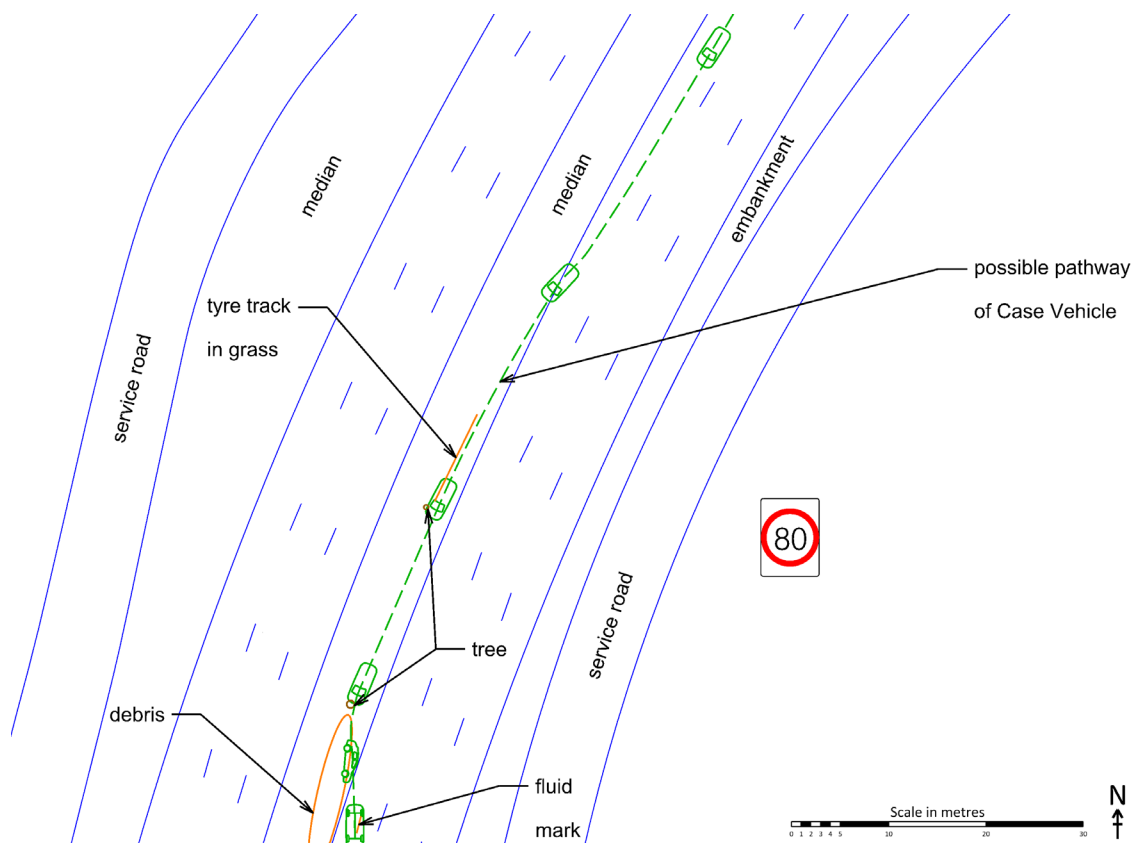 median
median
embankment
possible pathway
of Case Vehicle
tyre track
in grass
service road
80
service road
tree
debris
fluid
mark
Scale in metres
0 1 2 3 4 5 10 20 30
N